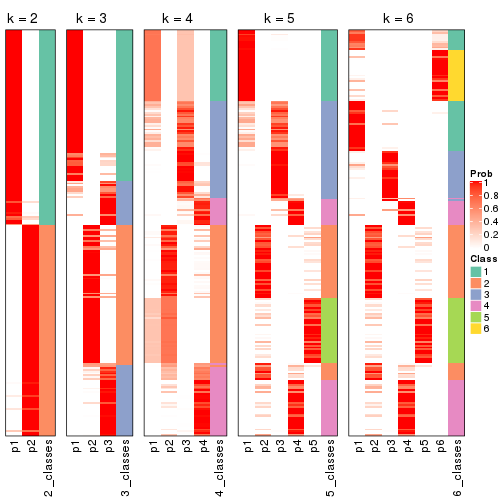 k = 2
k = 3
k = 4
k = 5
k = 6
p1
p2
2_classes
p1
p2
p3
3_classes
p1
p2
p3
p4
4_classes
p1
p2
p3
p4
p5
5_classes
p1
p2
p3
p4
p5
p6
6_classes
Prob
1
0.8
0.6
0.4
0.2
0
Class
1
2
3
4
5
6